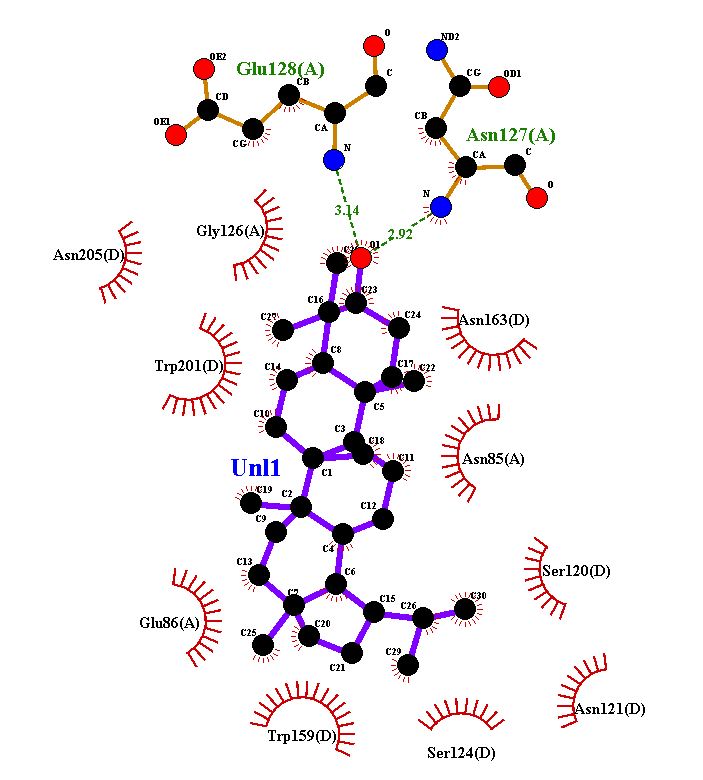 O
ND2
OE2
Glu128(A)
CB
C
CG
OD1
CD
CB
Asn127(A)
OE1
CG
CA
CA
C
N
N
O
3.14
Gly126(A)
2.92
Asn205(D)
O1
C16
C23
C27
C24
Asn163(D)
C8
Trp201(D)
C14
C17
C22
C5
C10
C3
C18
C11
Asn85(A)
Unl1
C1
C19
C2
C12
C9
C4
Ser120(D)
C13
C6
C7
C15
C26
C30
Glu86(A)
C20
C25
C21
C29
Asn121(D)
Trp159(D)
Ser124(D)